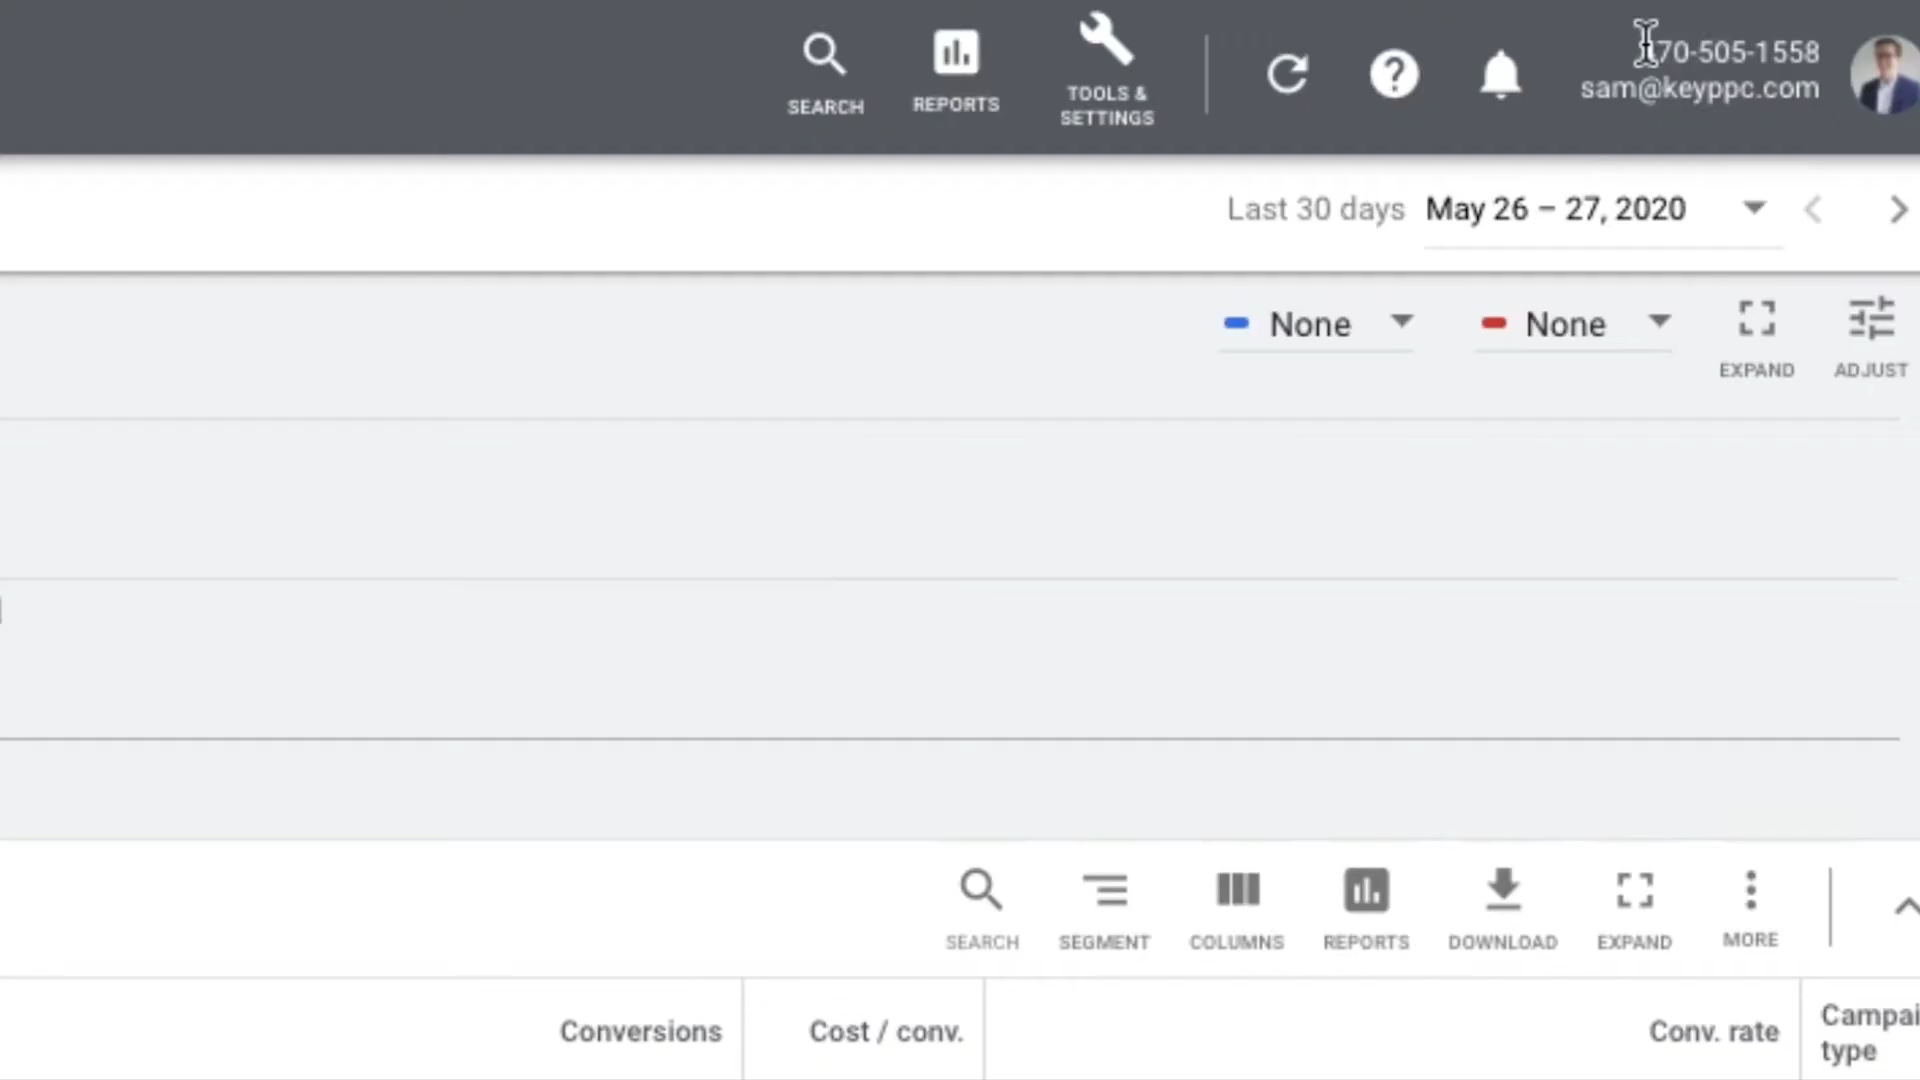 SEARCH
REPORTS
TOOLS &
SETTINGS
70-505-1558
sam@keyppc.com
Last 30 days May 26 – 27, 2020
None
None
EXPAND
ADJUST
SEARCH
SEGMENT
COLUMNS
REPORTS
DOWNLOAD
EXPAND
MORE
Conversions
Cost / conv.
Conv. rate
Campai
type